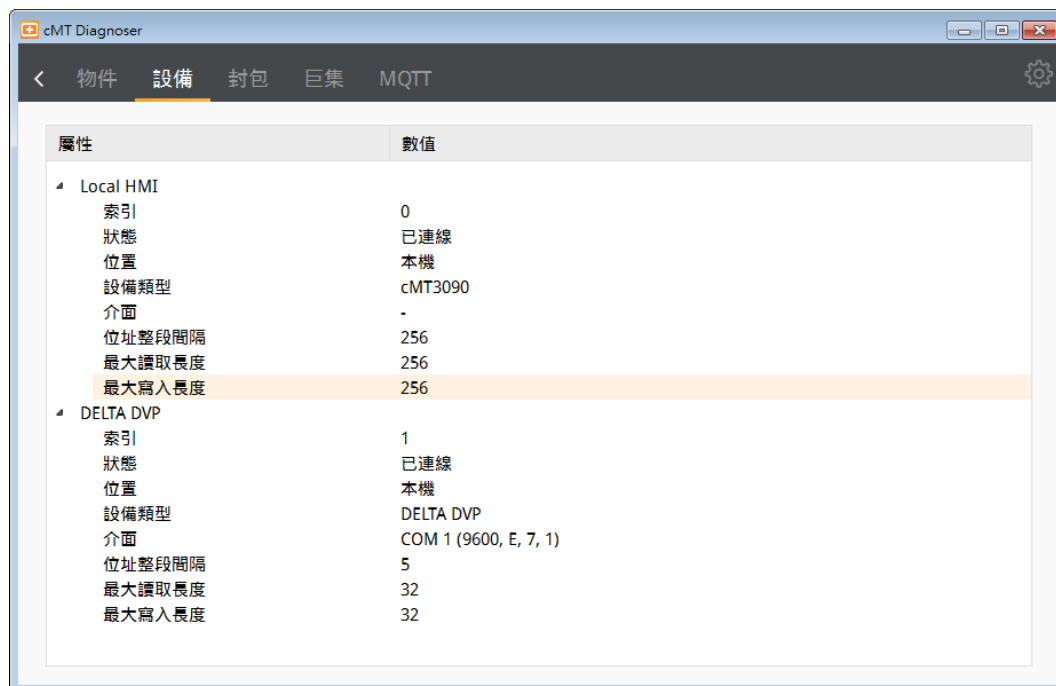 cMT Diagnoser
物件 設備 封包 巨集 MQTT
屬性 數值
Local HMI
索引 0
狀態 已連線
位置 本機
設備類型 cMT3090
介面 -
位址整段間隔 256
最大讀取長度 256
最大寫入長度 256
DELTA DVP
索引 1
狀態 已連線
位置 本機
設備類型 DELTA DVP
介面 COM 1 (9600, E, 7, 1)
位址整段間隔 5
最大讀取長度 32
最大寫入長度 32